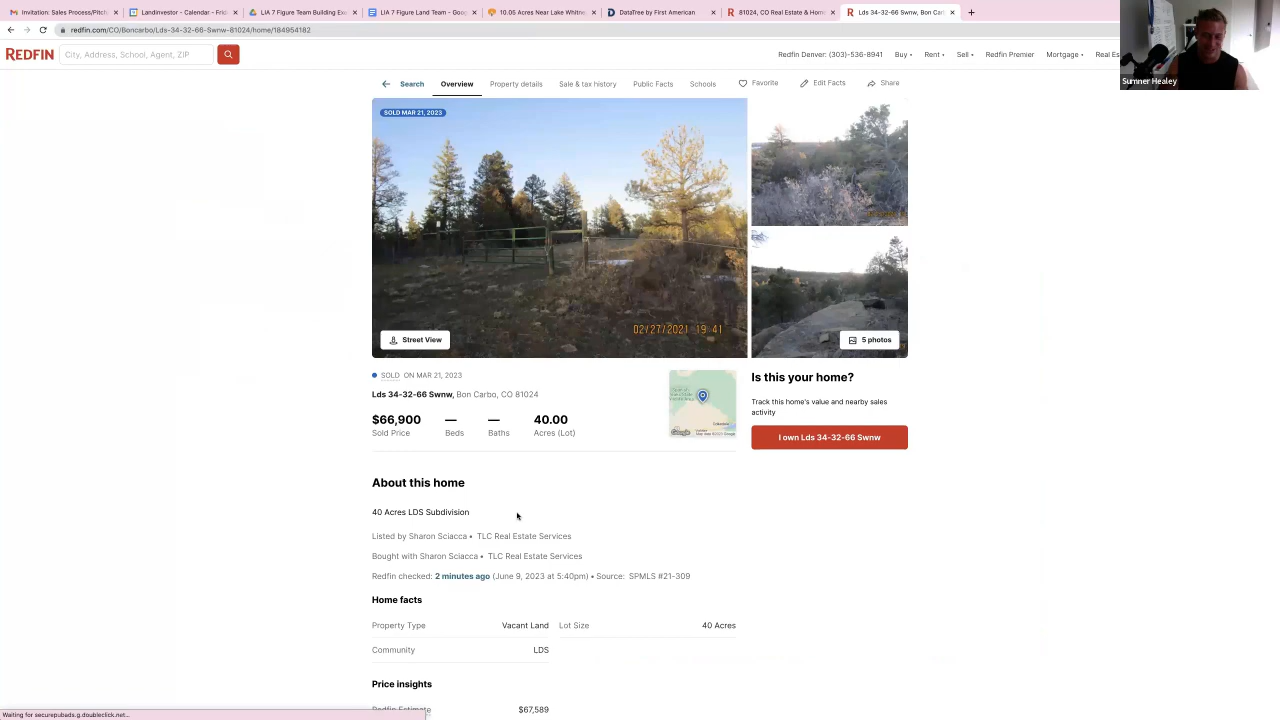 Invitation: Sales Process/Pitch
Landinvestor - Calendar - Frid
LIA 7 Figure Team Building Exe
LIA 7 Figure Land Team - Goog
10.05 Acres Near Lake Whitne
DataTree by First American
81024, CO Real Estate & Home
Lds 34-32-66 Swnw, Bon Car
redfin.com/CO/Boncarbo/Lds-34-32-66-Swnw-81024/home/184954182
REDFIN
City, Address, School, Agent, ZIP
Redfin Denver: (303)-536-8941
Buy
Rent
Sell
Redfin Premier
Mortgage
Real Es
Sumner Healey
Search
Overview
Property details
Sale & tax history
Public Facts
Schools
Favorite
Edit Facts
Share
SOLD MAR 21, 2023
02/27/2021 19:41
Street View
5 photos
SOLD ON MAR 21, 2023
Lds 34-32-66 Swnw, Bon Carbo, CO 81024
$66,900
Sold Price
—
Beds
—
Baths
40.00
Acres (Lot)
Google
Is this your home?
Track this home's value and nearby sales
activity
I own Lds 34-32-66 Swnw
About this home
40 Acres LDS Subdivision
Listed by Sharon Sciacca • TLC Real Estate Services
Bought with Sharon Sciacca • TLC Real Estate Services
Redfin checked: 2 minutes ago (June 9, 2023 at 5:40pm) • Source: SPMLS #21-309
Home facts
Property Type Vacant Land
Lot Size 40 Acres
Community LDS
Price insights
Redfin Estimate $67,589
Waiting for securepubads.g.doubleclick.net...